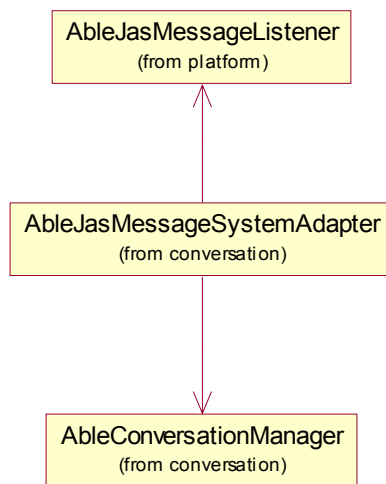 AbleJasMessageListener
(from platform)
AbleJasMessageSystemAdapter
(from conversation)
AbleConversationManager
(from conversation)